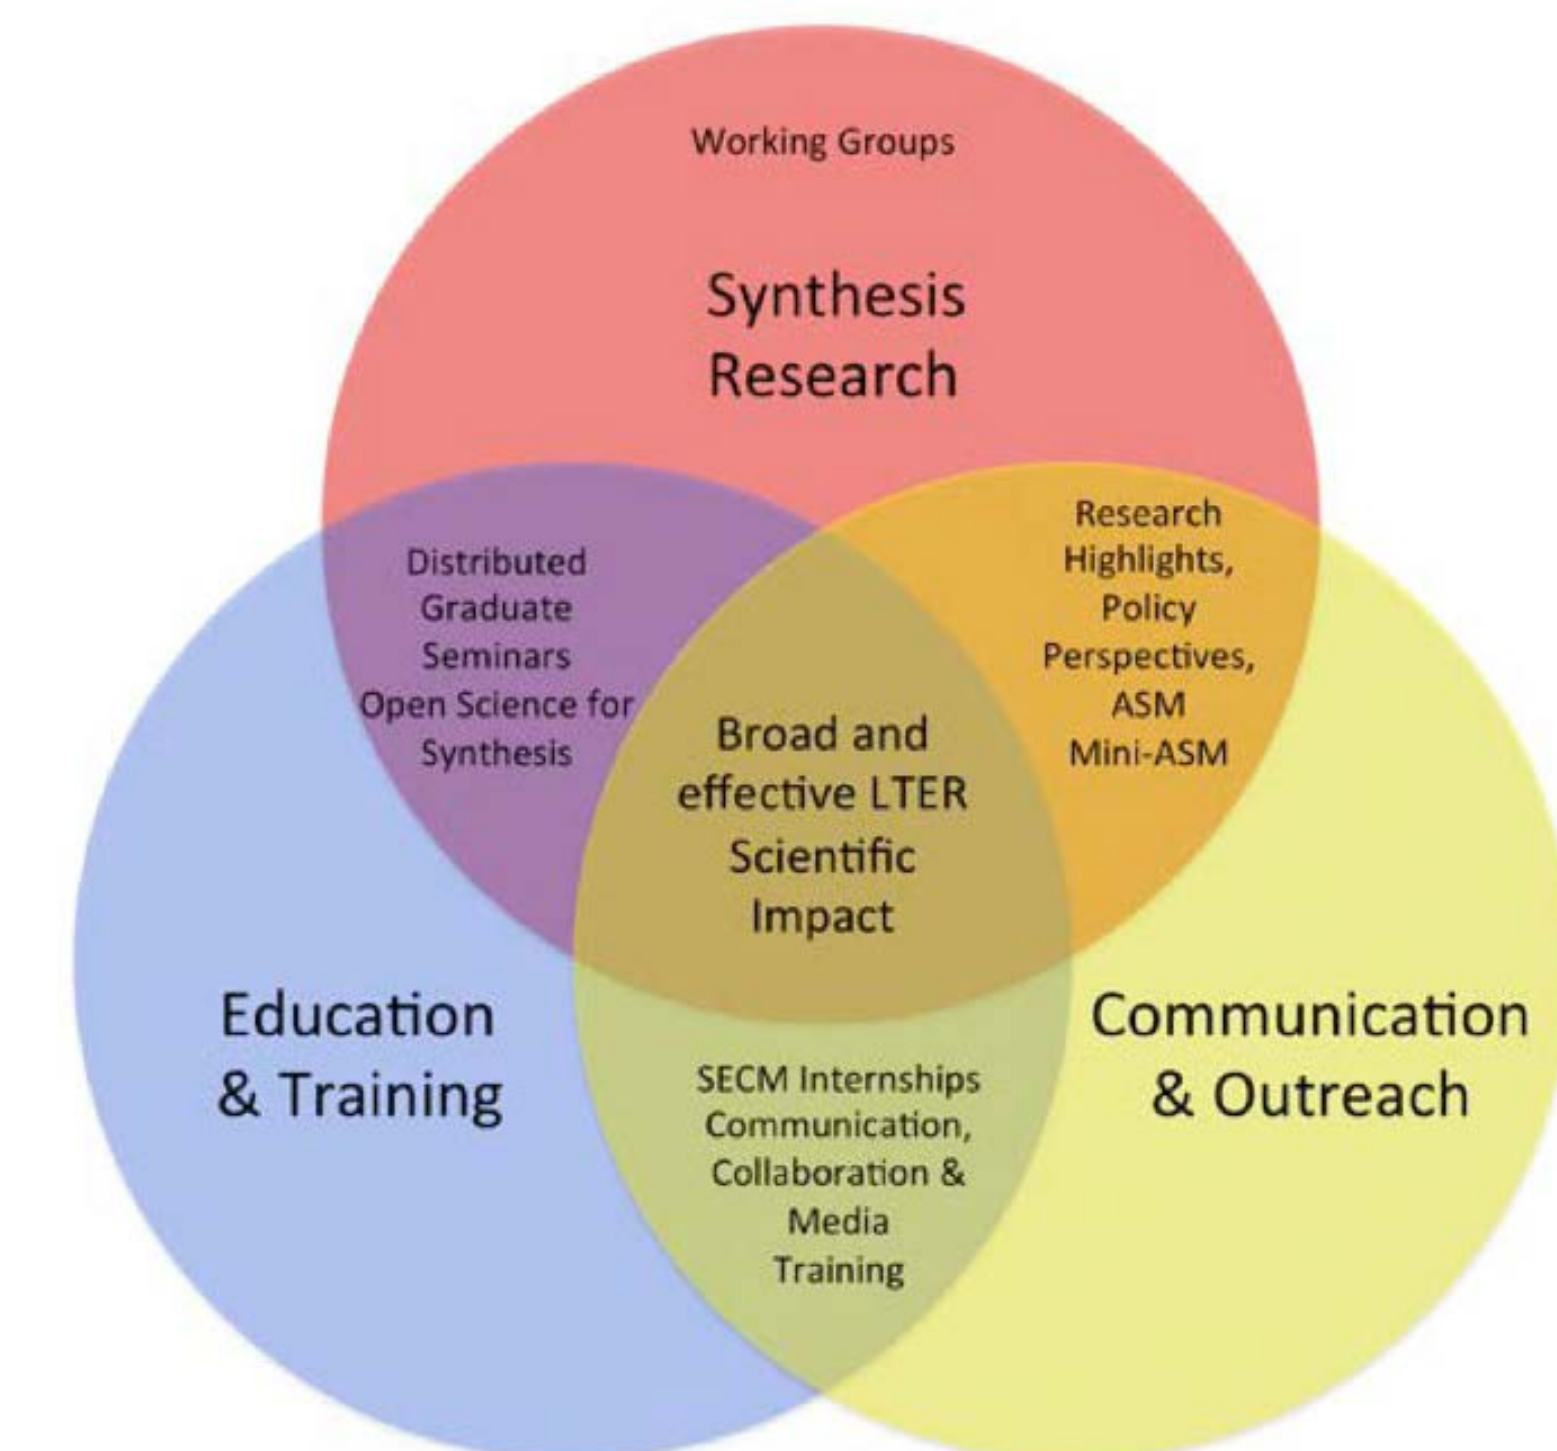 Working Groups
Synthesis
Research
Distributed
Graduate
Seminars
Open Science for
Synthesis
Research
Highlights,
Policy
Perspectives,
ASM
Mini-ASM
Broad and
effective LTER
Scientific
Impact
Education
& Training
Communication
& Outreach
SECM Internships
Communication,
Collaboration &
Media
Training